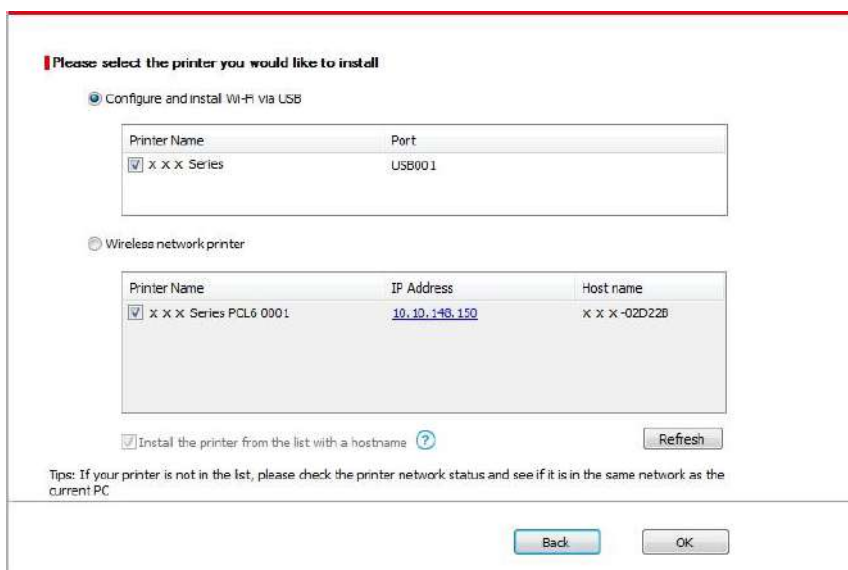 Please select the printer you would like to install
Configure and install Wi-Fi via USB
Printer Name Port
X X X Series USB001
Wireless network printer
Printer Name IP Address Host name
X X X Series PCL6 0001 10.10.148.150 X X X-02D22B
Install the printer from the list with a hostname ?
Refresh
Tips: If your printer is not in the list, please check the printer network status and see if it is in the same network as the
current PC
Back OK